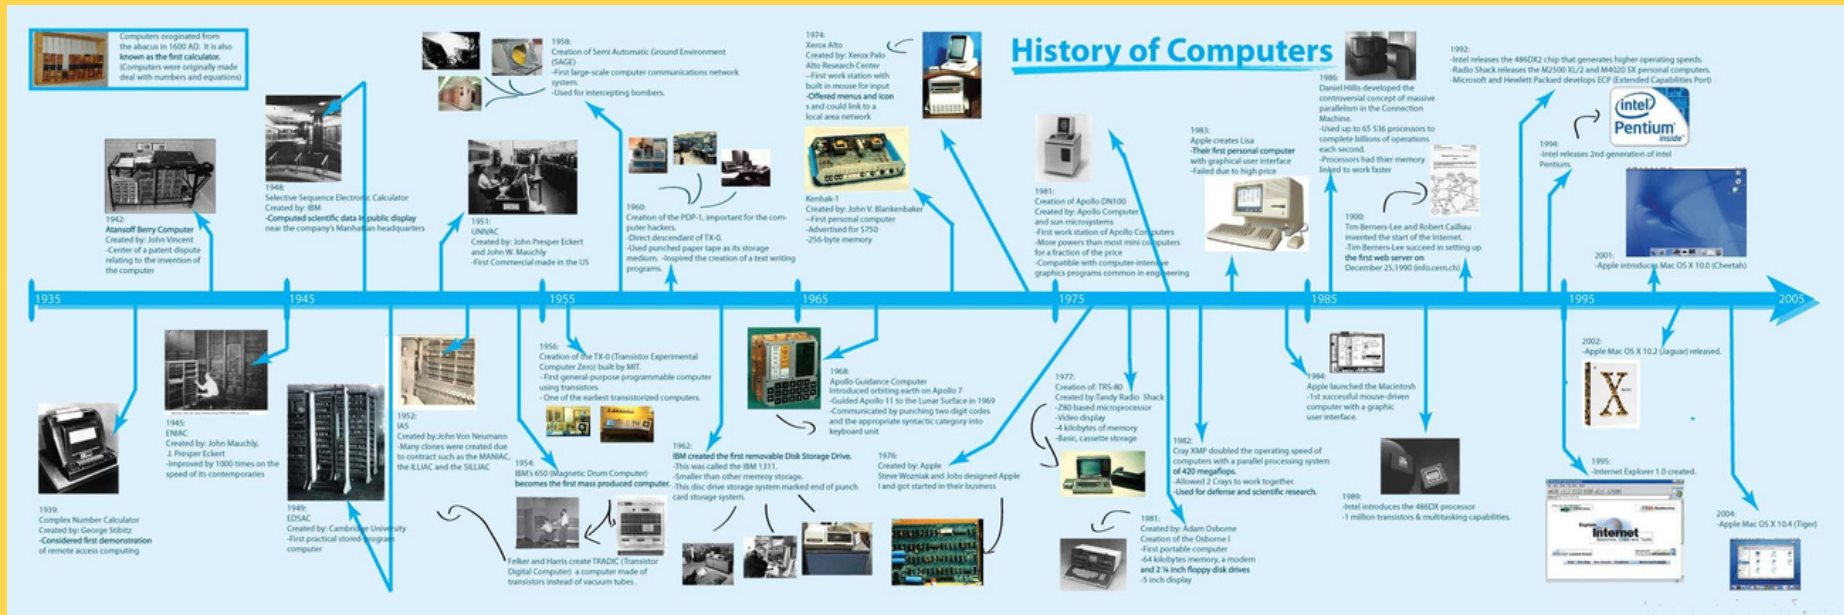 History of Computers
Computers oroginated from
the abacus in 1600 AD. It is also
known as the first calculator.
(Computers were originally made
deal with numbers and equations)
1942:
Atansoff Berry Computer
Created by: John Vincent
-Center of a patent dispute
relating to the invention of
the computer
1948:
Selective Sequence Electronic Calculator
Created by: IBM
-Computed scientific data in public display
near the company's Manhattan headquarters
1951:
UNIVAC
Created by: John Presper Eckert
and John W. Mauchly
-First Commercial made in the US
1958:
Creation of Semi Automatic Ground Environment
(SAGE)
-First large-scale computer communications network
system.
-Used for intercepting bombers.
1960:
Creation of the PDP-1, important for the com-
puter hackers.
-Direct descendant of TX-0.
-Used punched paper tape as its storage
medium. -Inspired the creation of a text writing
programs.
1974:
Xerox Alto
Created by: Xerox Palo
Alto Research Center
--First work station with
built in mouse for input
-Offered menus and icon
s and could link to a
local area network
Kenbak-1
Created by: John V. Blankenbaker
--First personal computer
-Advertised for $750
-256-byte memory
1981:
Creation of Apollo DN100
Created by: Apollo Computer
and sun microsystems
-First work station of Apollo Computers
-More powers than most mini computers
for a fraction of the price
-Compatible with computer-intensive
graphics programs common in engineering
1983:
Apple creates Lisa
-Their first personal computer
with graphical user interface
-Failed due to high price
1986:
Daniel Hillis developed the
controversial concept of massive
parallelism in the Connection
Machine.
-Used up to 65 536 processors to
complete billions of operations
each second.
-Processors had thier memory
linked to work faster
1900:
Tim Berners-Lee and Robert Cailliau
invented the start of the Internet.
-Tim Berners-Lee succeed in setting up
the first web server on
December 25,1990 (info.cern.ch)
1992:
-Intel releases the 486DX2 chip that generates higher operating speeds.
-Radio Shack releases the M2500 XL/2 and M4020 SX personal computers.
-Microsoft and Hewlett Packard develops ECP (Extended Capabilities Port)
intel
Pentium
inside
1994:
-Intel releases 2nd generation of intel
Pentium.
2001:
-Apple introduces Mac OS X 10.0 (Cheetah)
1935
1945
1955
1965
1975
1985
1995
2005
1939:
Complex Number Calculator
Created by: George Stibitz
-Considered first demonstration
of remote access computing
1945:
ENIAC
Created by: John Mauchly,
J. Presper Eckert
-Improved by 1000 times on the
speed of its contemporaries
1949:
EDSAC
Created by: Cambridge University
-First practical stored-program
computer
1952:
IAS
Created by:John Von Neumann
-Many clones were created due
to contract such as the MANIAC,
the ILLIAC and the SILLIAC
1954:
IBM's 650 (Magnetic Drum Computer)
becomes the first mass produced computer.
Felker and Harris create TRADIC (Transistor
Digital Computer) a computer made of
transistors instead of vacuum tubes.
1956:
Creation of the TX-0 (Transistor Experimental
Computer Zero) built by MIT.
- First general-purpose programmable computer
using transistors.
- One of the earliest transistorized computers.
1962:
IBM created the first removable Disk Storage Drive.
-This was called the IBM 1311.
-Smaller than other memroy storage.
-This disc drive storage system marked end of punch
card storage system.
1968:
Apollo Guidance Computer
Introduced orbiting earth on Apollo 7
-Guided Apollo 11 to the Lunar Surface in 1969
-Communicated by punching two digit codes
and the appropriate syntactic category into
keyboard unit
1976:
Created by: Apple
Steve Wozniak and Jobs designed Apple
I and got started in their business
1977:
Creation of: TRS-80
Created by:Tandy Radio Shack
-Z80 based microprocessor
-Video display
-4 kilobytes of memory
-Basic, cassette storage
1981:
Created by: Adam Osborne
Creation of the Osborne I
-First portable computer
-64 kilobytes memory, a modem
and 2 ¼ inch floppy disk drives
-5 inch display
1982:
Cray XMP doubled the operating speed of
computers with a parallel processing system
of 420 megaflops.
-Allowed 2 Crays to work together.
-Used for defense and scientific research.
1984:
Apple launched the Macintosh
-1st successful mouse-driven
computer with a graphic
user interface.
1989:
-Intel introduces the 486DX processor
-1 million transistors & multitasking capabilities.
1995:
-Internet Explorer 1.0 created.
Internet
2002:
-Apple Mac OS X 10.2 (Jaguar) released.
X
2004:
-Apple Mac OS X 10.4 (Tiger)